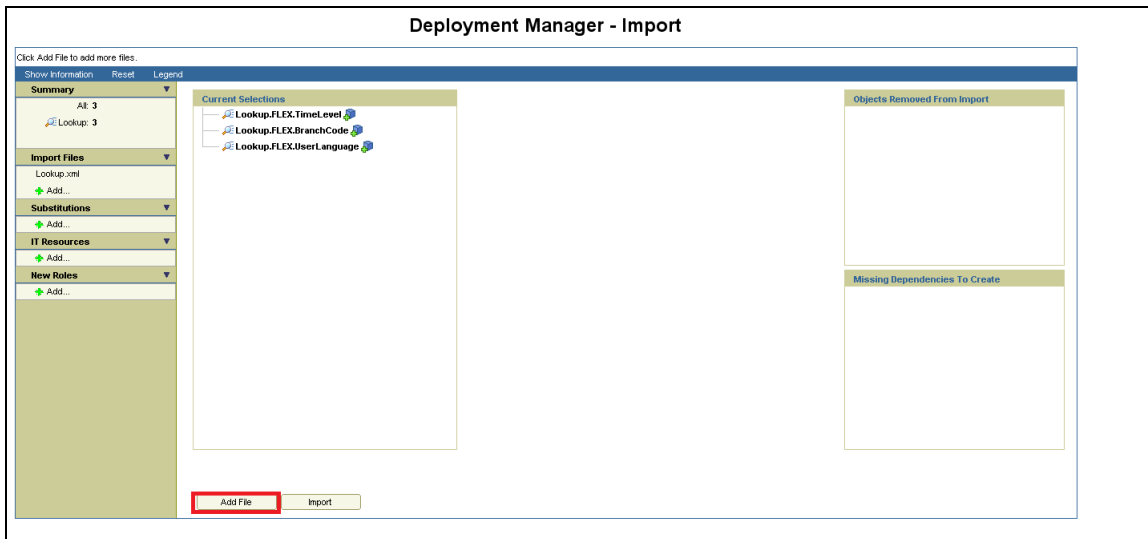 Deployment Manager - Import
Click Add File to add more files.
Show Information Reset Legend
Summary
All: 3
Lookup: 3
Import Files
Lookup.xml
Add...
Substitutions
Add...
IT Resources
Add...
New Roles
Add...
Current Selections
Lookup.FLEX.TimeLevel
Lookup.FLEX.BranchCode
Lookup.FLEX.UserLanguage
Objects Removed From Import
Missing Dependencies To Create
Add File Import